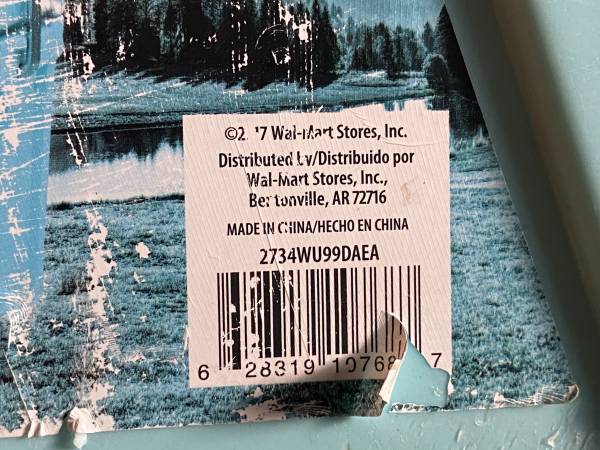 Wal-Mart Stores, Inc.
Distributed by/Distribuido por
Wal-Mart Stores, Inc.,
Bentonville, AR 72716
MADE IN CHINA/HECHO EN CHINA
2734WU99DAEA
6 28319 10768 7